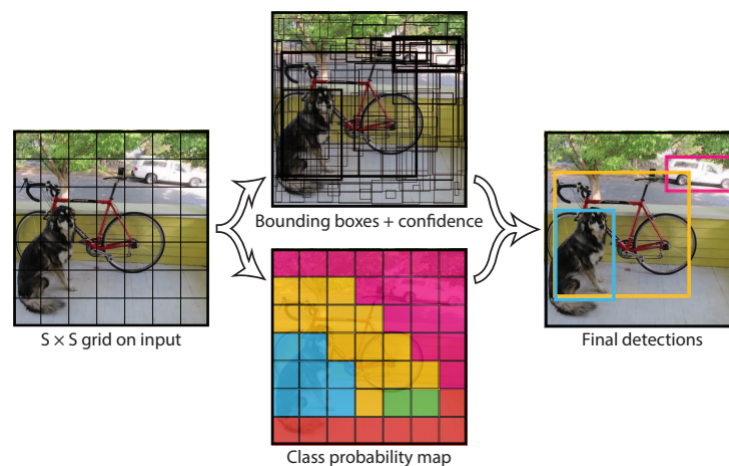 Bounding boxes + confidence
S × S grid on input
Final detections
Class probability map